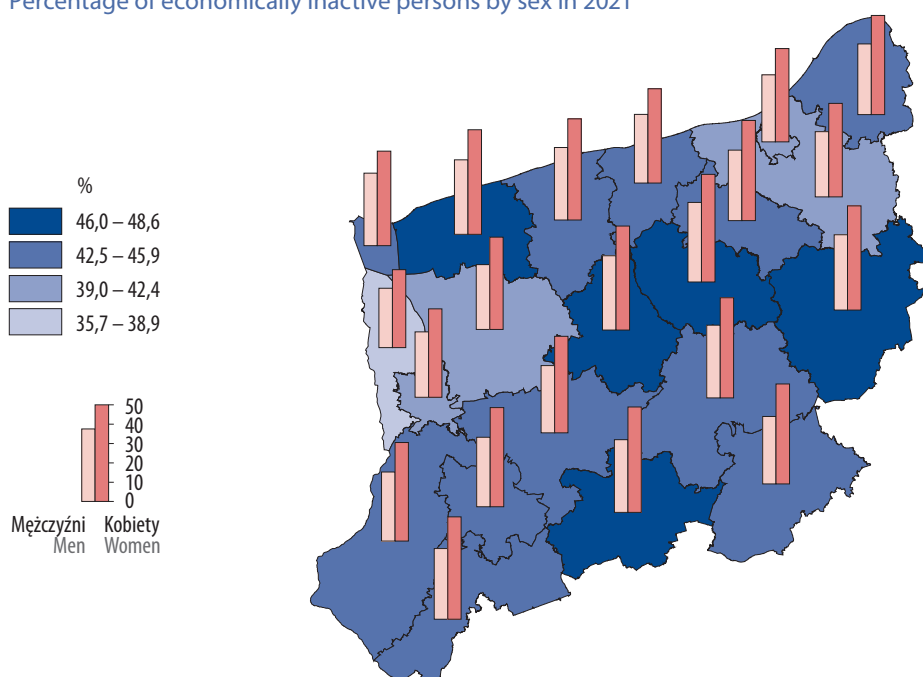 Percentage of economically inactive persons by sex in 2021
%
46,0 – 48,6
42,5 – 45,9
39,0 – 42,4
35,7 – 38,9
50
40
30
20
10
0
Mężczyźni Kobiety
Men Women